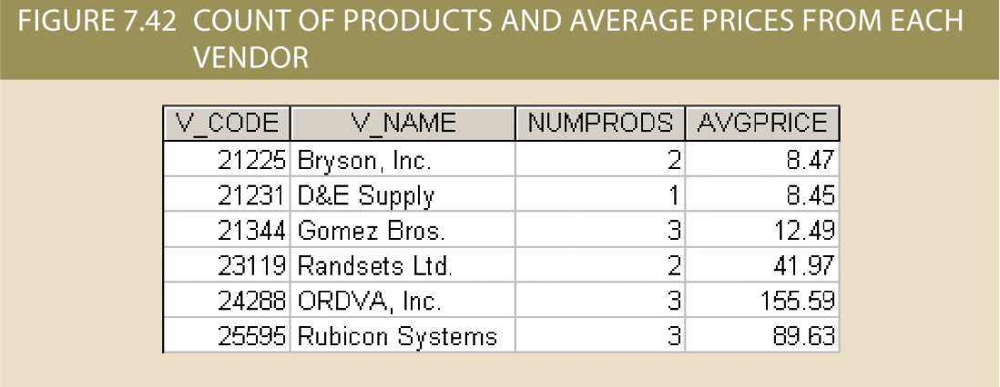 FIGURE 7.42 COUNT OF PRODUCTS AND AVERAGE PRICES FROM EACH
VENDOR
V_CODE V_NAME NUMPRODS AVGPRICE
21225 Bryson, Inc. 2 8.47
21231 D&E Supply 1 8.45
21344 Gomez Bros. 3 12.49
23119 Randsets Ltd. 2 41.97
24288 ORDVA, Inc. 3 155.59
25595 Rubicon Systems 3 89.63